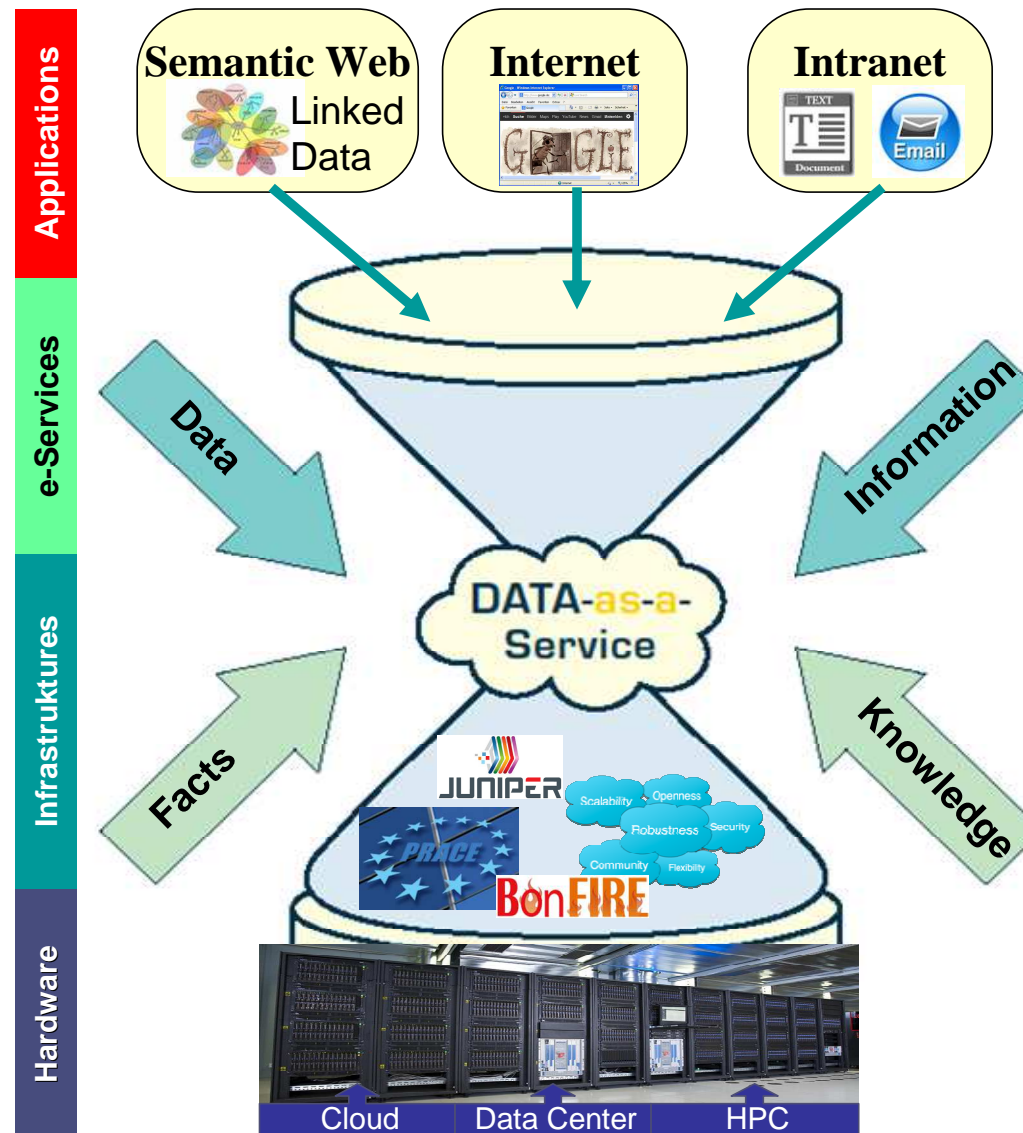 Applications
e-Services
Infrastruktures
Hardware
Semantic Web
Linked
Data
Internet
GOOGLE
Intranet
TEXT
T
Document
Email
Data
Information
DATA-as-a-
Service
Facts
Knowledge
JUNIPER
Scalability
Openness
Robustness
Security
Community
Flexibility
PRACE
BonFIRE
Cloud
Data Center
HPC